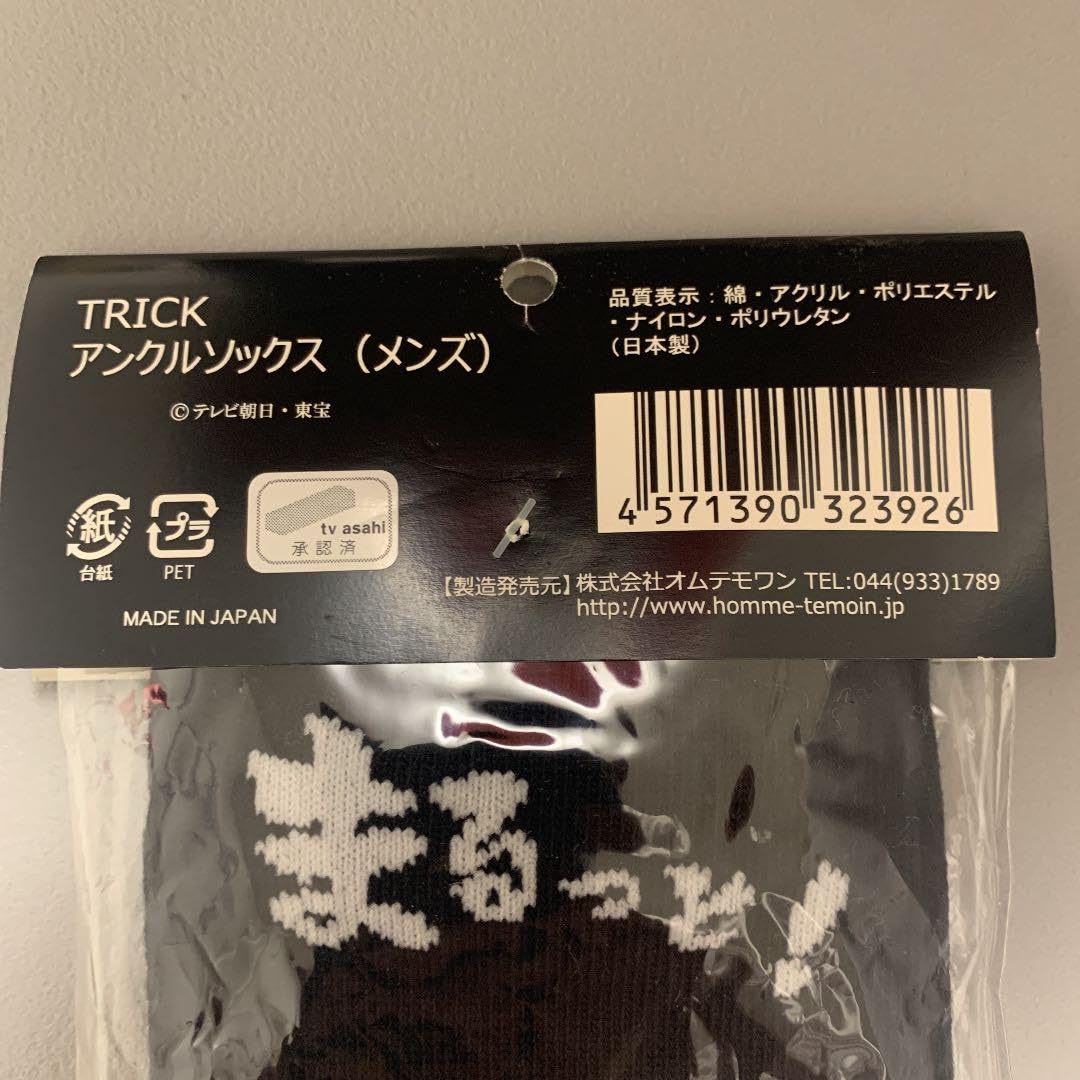 TRICK
アンクルソックス（メンズ）
©テレビ朝日・東宝
紙
台紙
プラ
PET
tv asahi
承認済
MADE IN JAPAN
品質表示：綿・アクリル・ポリエステル
・ナイロン・ポリウレタン
（日本製）
4 571390 323926
【製造発売元】株式会社オムテモワン TEL:044(933)1789
http://www.homme-temoin.jp
まるっと!